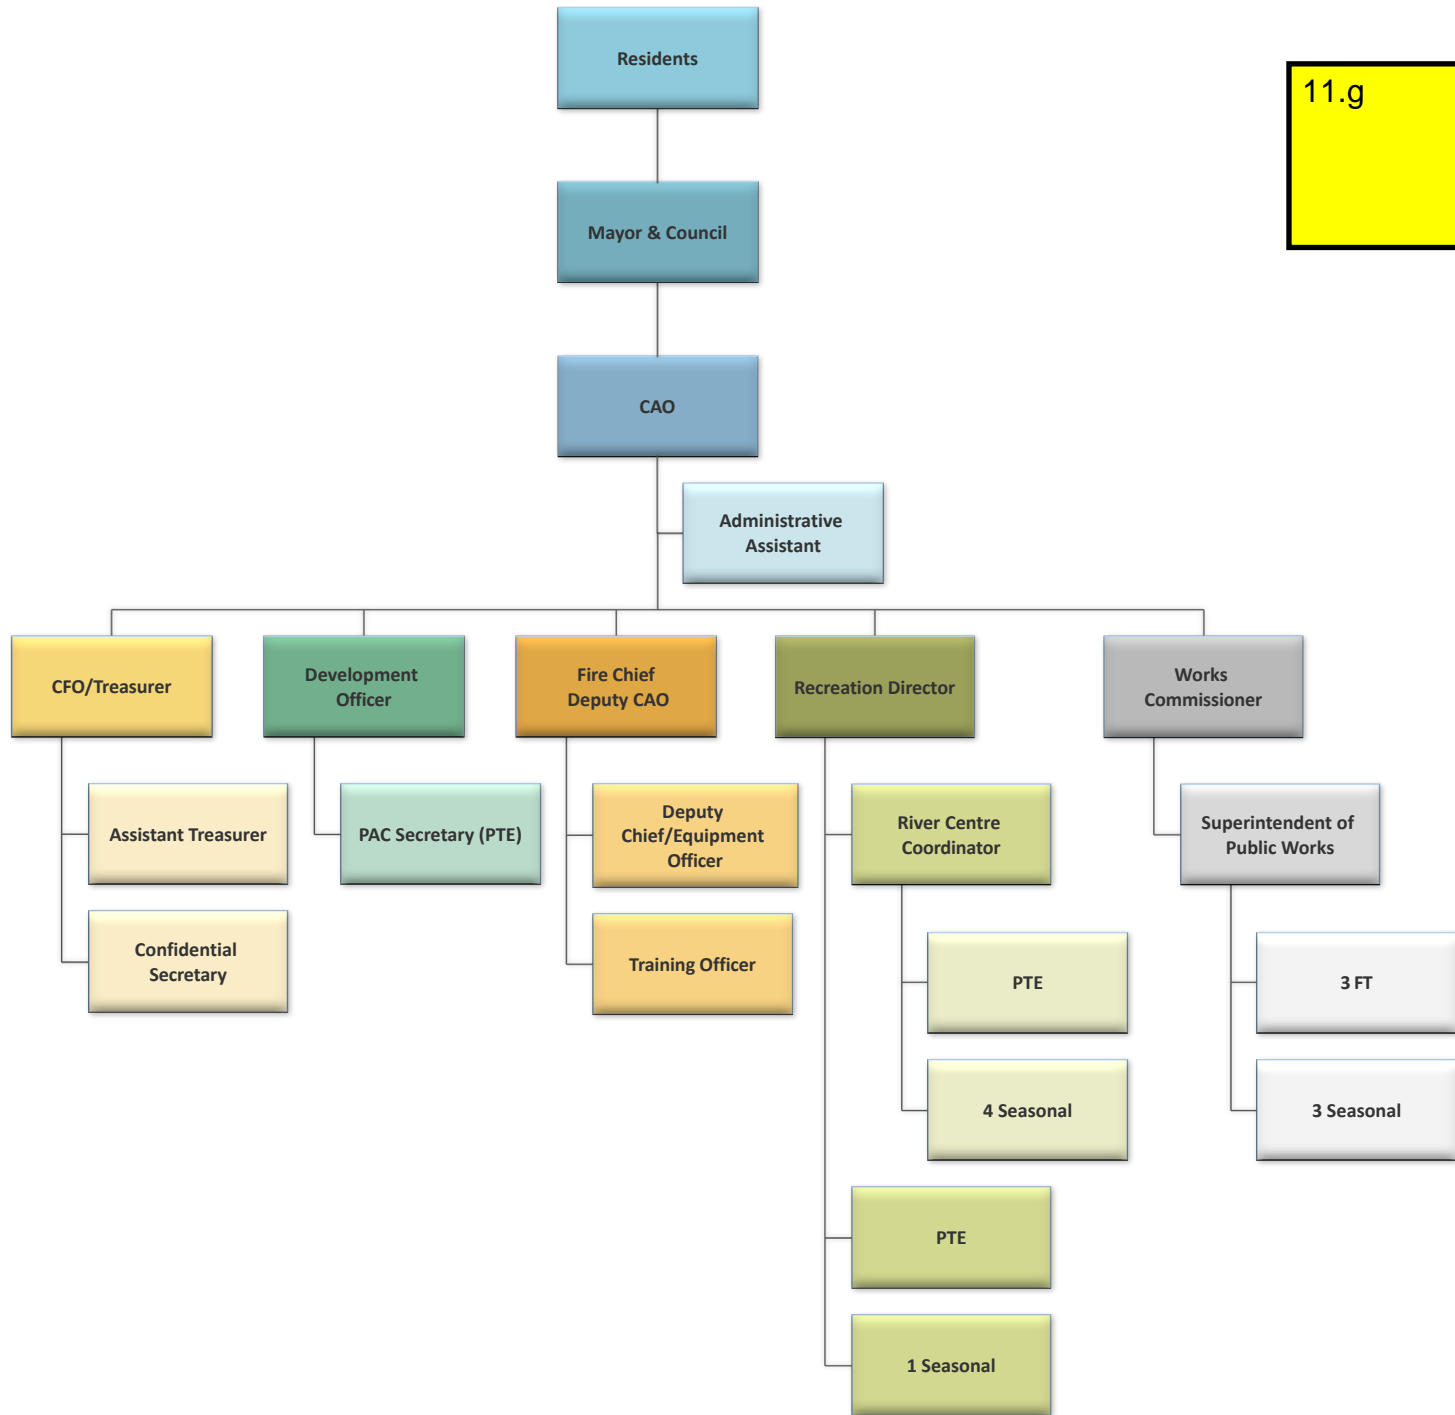 Residents
11.g
Mayor & Council
CAO
Administrative
Assistant
CFO/Treasurer
Development
Officer
Fire Chief
Deputy CAO
Recreation Director
Works
Commissioner
Assistant Treasurer
PAC Secretary (PTE)
Deputy
Chief/Equipment
Officer
River Centre
Coordinator
Superintendent of
Public Works
Confidential
Secretary
Training Officer
PTE
3 FT
4 Seasonal
3 Seasonal
PTE
1 Seasonal